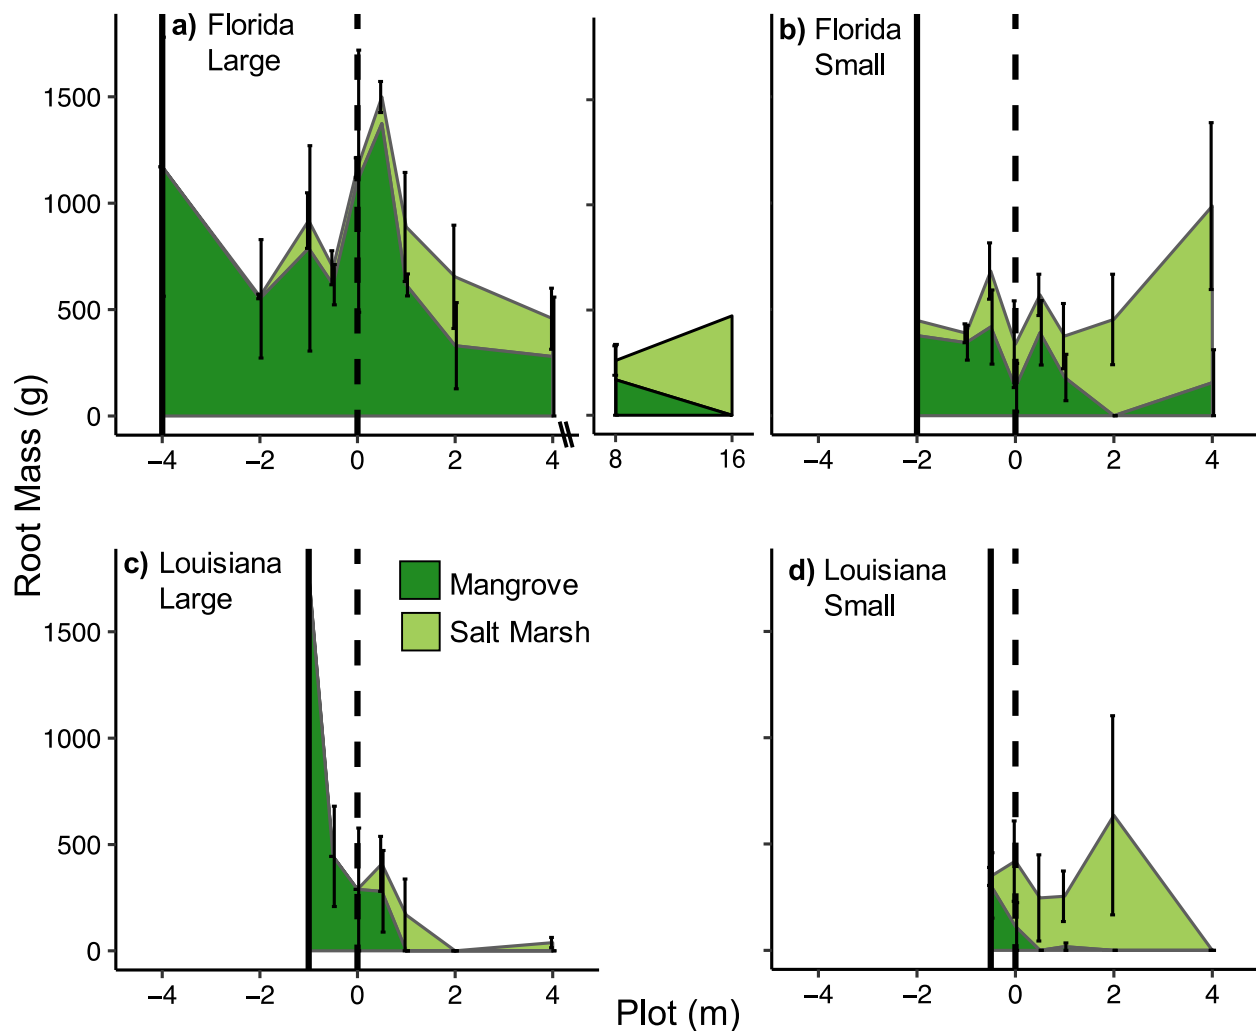 a) Florida
Large
b) Florida
Small
1500
1000
500
0
−4 −2 0 2 4 8 16
−4 −2 0 2 4
Root Mass (g)
c) Louisiana
Large
Mangrove
Salt Marsh
d) Louisiana
Small
1500
1000
500
0
−4 −2 0 2 4
−4 −2 0 2 4
Plot (m)